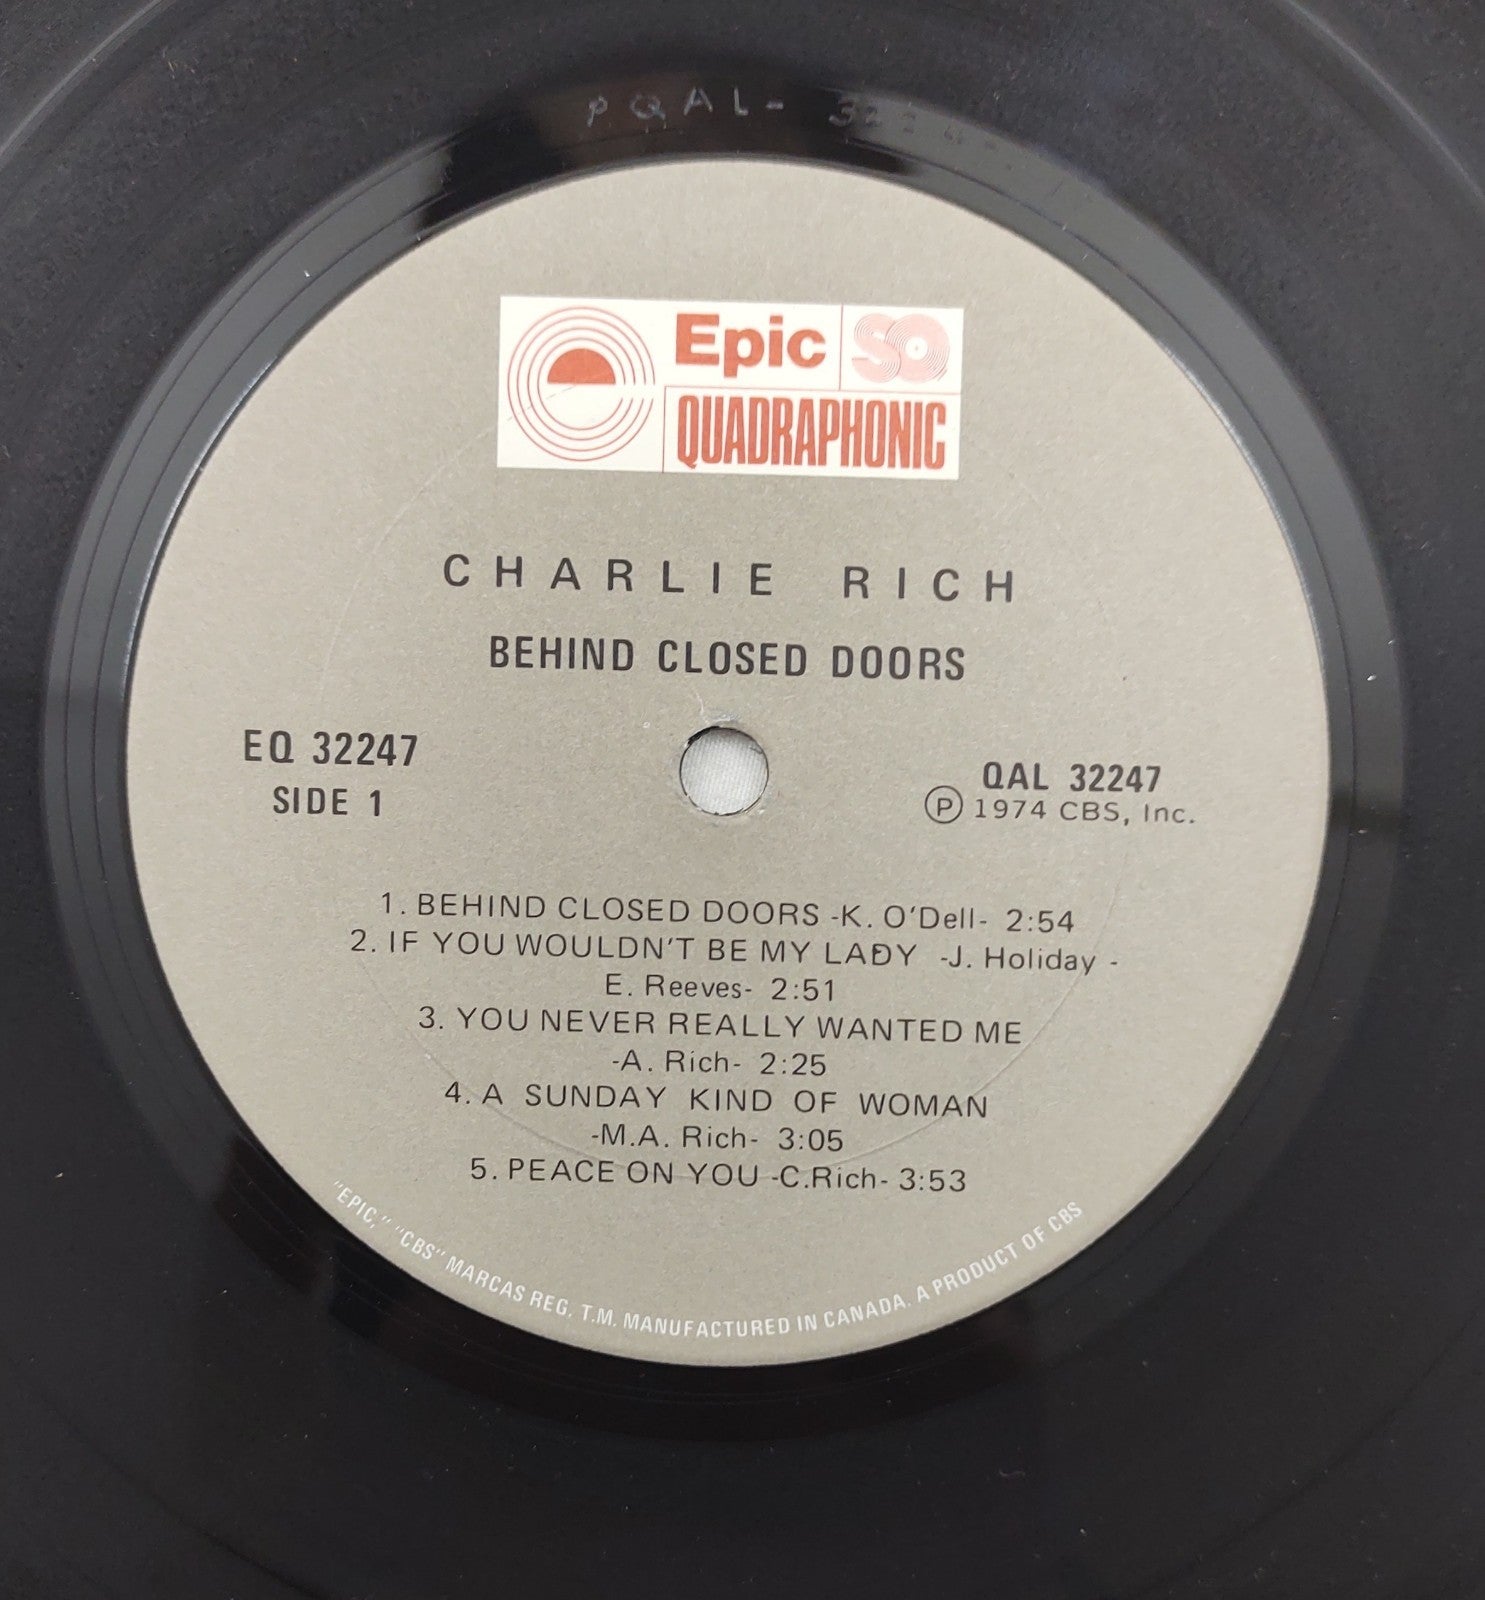 PQAL-
Epic SQ
QUADRAPHONIC
CHARLIE RICH
BEHIND CLOSED DOORS
EQ 32247
SIDE 1
QAL 32247
Ⓟ 1974 CBS, Inc.
1. BEHIND CLOSED DOORS -K. O'Dell- 2:54
2. IF YOU WOULDN'T BE MY LADY -J. Holiday -
E. Reeves- 2:51
3. YOU NEVER REALLY WANTED ME
-A. Rich- 2:25
4. A SUNDAY KIND OF WOMAN
-M.A. Rich- 3:05
5. PEACE ON YOU -C.Rich- 3:53
"EPIC," "CBS" MARCAS REG. T.M. MANUFACTURED IN CANADA. A PRODUCT OF CBS